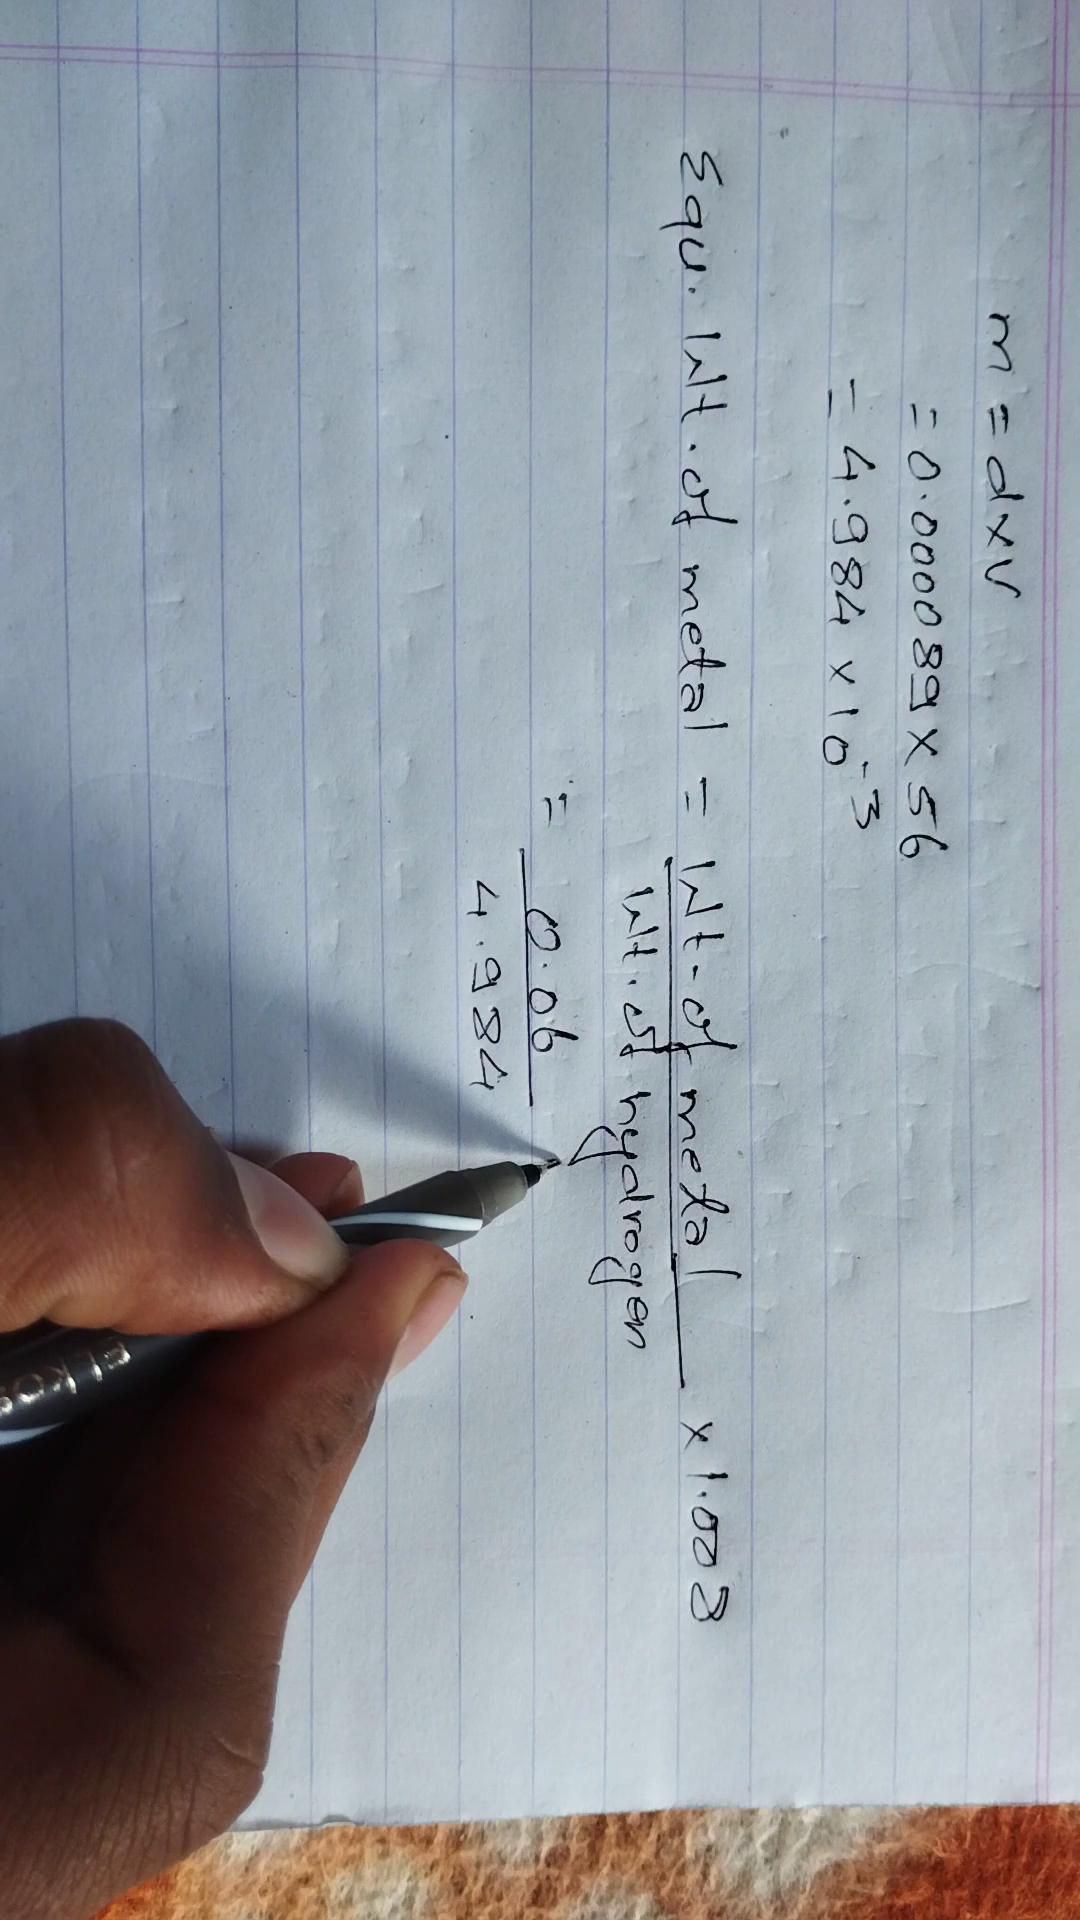 m = d×v
= 0.000089 × 56
= 4.984 × 10⁻³
Equ. Wt. of metal = Wt. of metal × 1.008
Wt. of hydrogen
= 0.06
4.984